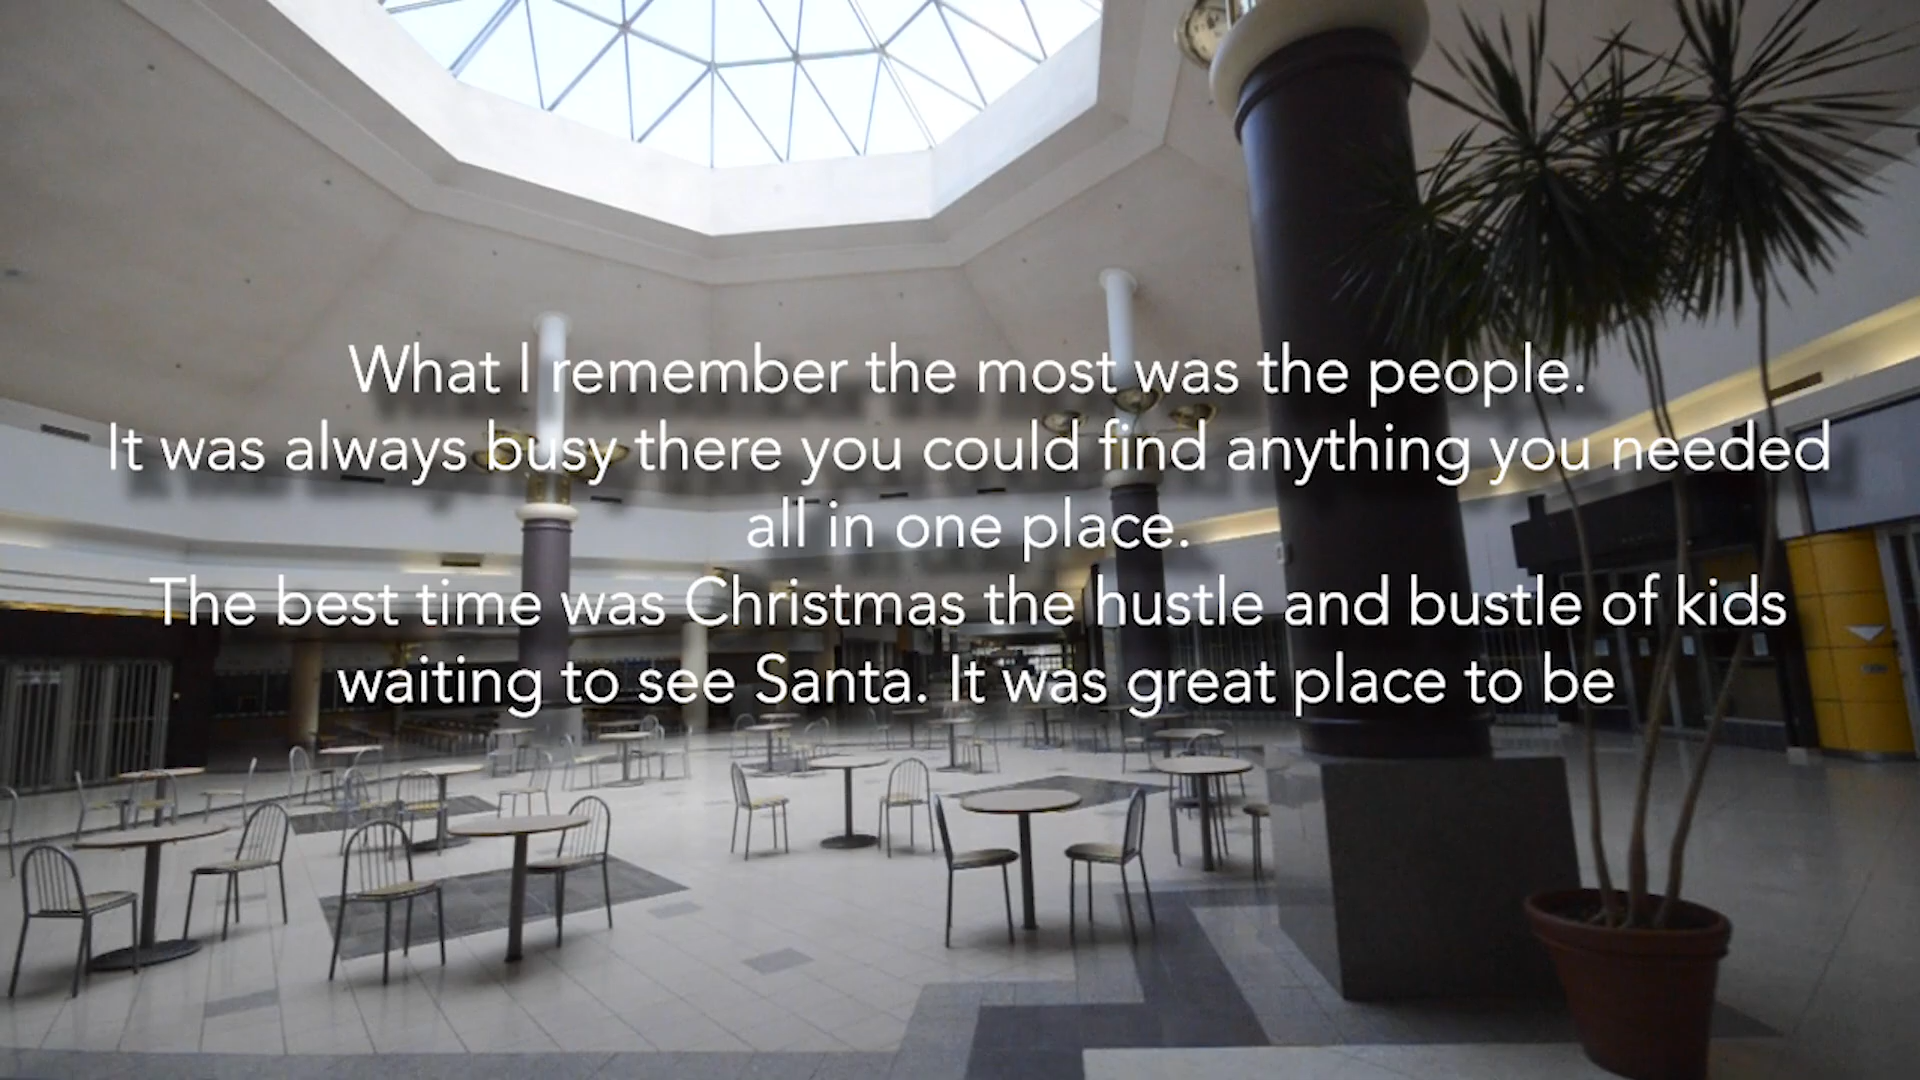 What I remember the most was the people.
It was always busy there you could find anything you needed
all in one place.
The best time was Christmas the hustle and bustle of kids
waiting to see Santa. It was great place to be